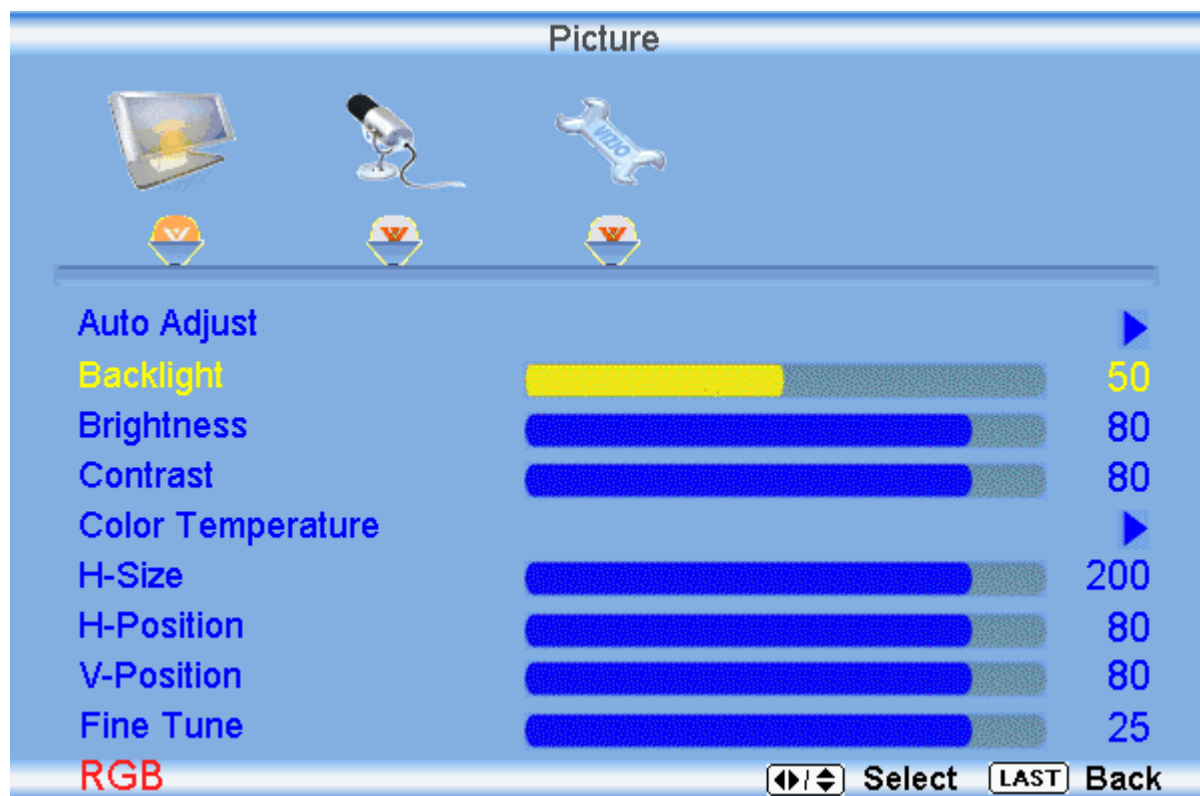 Picture
VIZIO
Auto Adjust
Backlight 50
Brightness 80
Contrast 80
Color Temperature
H-Size 200
H-Position 80
V-Position 80
Fine Tune 25
RGB Select LAST Back